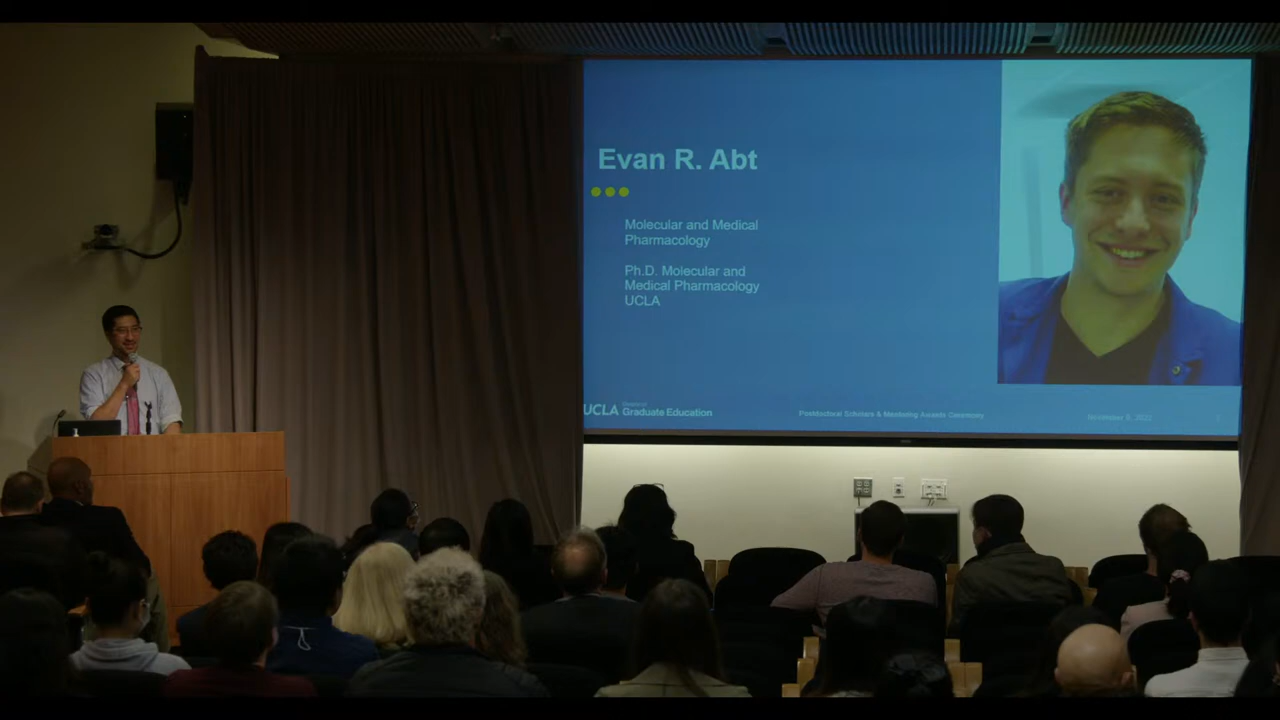 Evan R. Abt
Molecular and Medical
Pharmacology
Ph.D. Molecular and
Medical Pharmacology
UCLA
UCLA Graduate Education
Postdoctoral Scholars & Mentoring Awards Ceremony